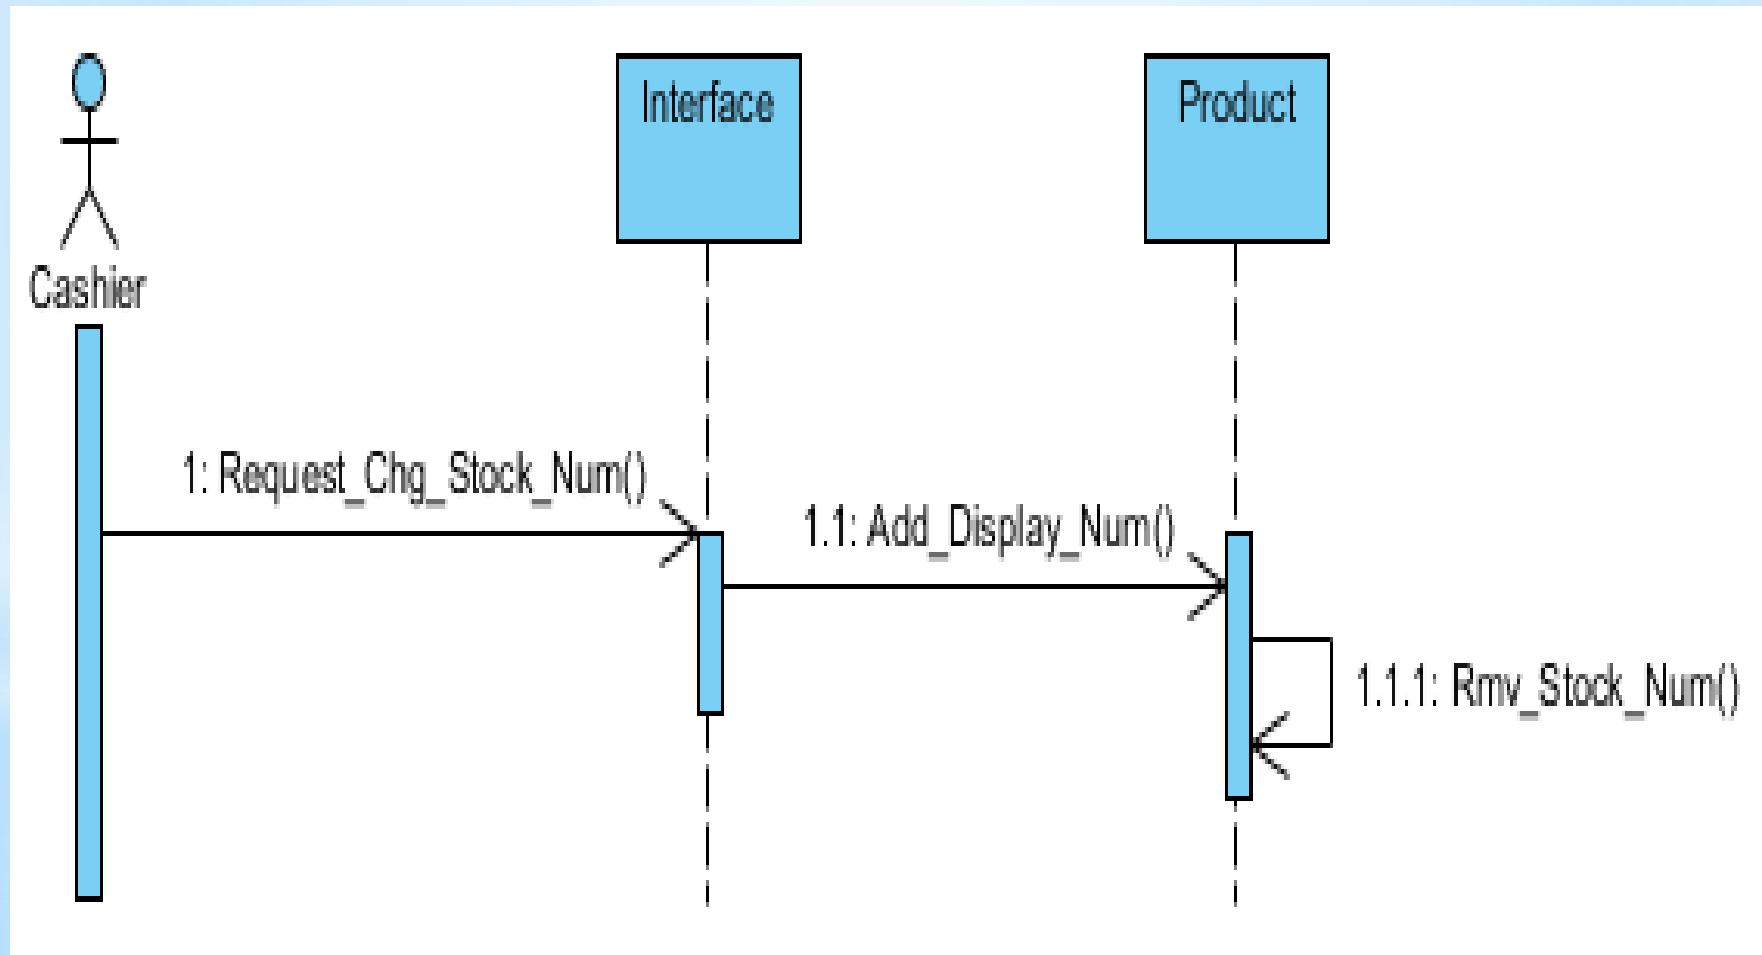 Interface
Product
Cashier
1: Request_Chg_Stock_Num()
1.1: Add_Display_Num()
1.1.1: Rmv_Stock_Num()